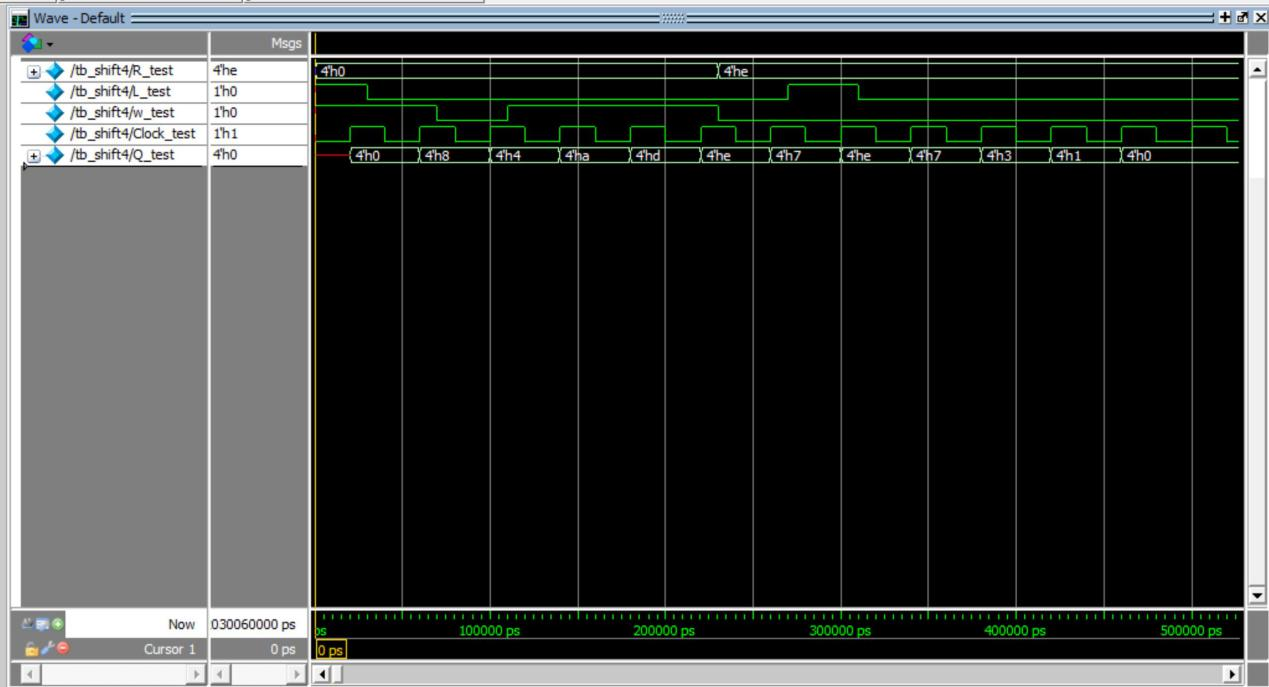 Wave - Default
Msgs
/tb_shift4/R_test 4'he 4'h0 4'he
/tb_shift4/L_test 1'h0
/tb_shift4/w_test 1'h0
/tb_shift4/Clock_test 1'h1
/tb_shift4/Q_test 4'h0 4'h0 4'h8 4'h4 4'ha 4'hd 4'he 4'h7 4'he 4'h7 4'h3 4'h1 4'h0
Now 030060000 ps ps 100000 ps 200000 ps 300000 ps 400000 ps 500000 ps
Cursor 1 0 ps 0 ps